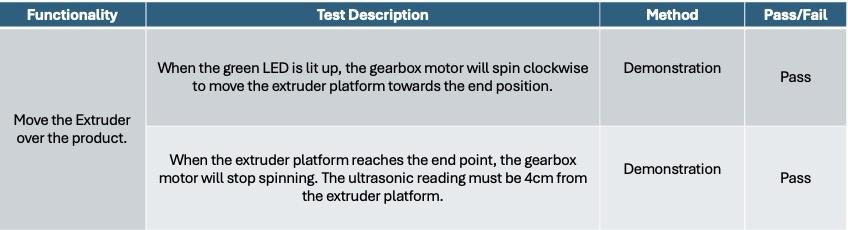 Functionality Test Description Method Pass/Fail
Move the Extruder
over the product.
When the green LED is lit up, the gearbox motor will spin clockwise
to move the extruder platform towards the end position.
Demonstration
Pass
When the extruder platform reaches the end point, the gearbox
motor will stop spinning. The ultrasonic reading must be 4cm from
the extruder platform.
Demonstration
Pass